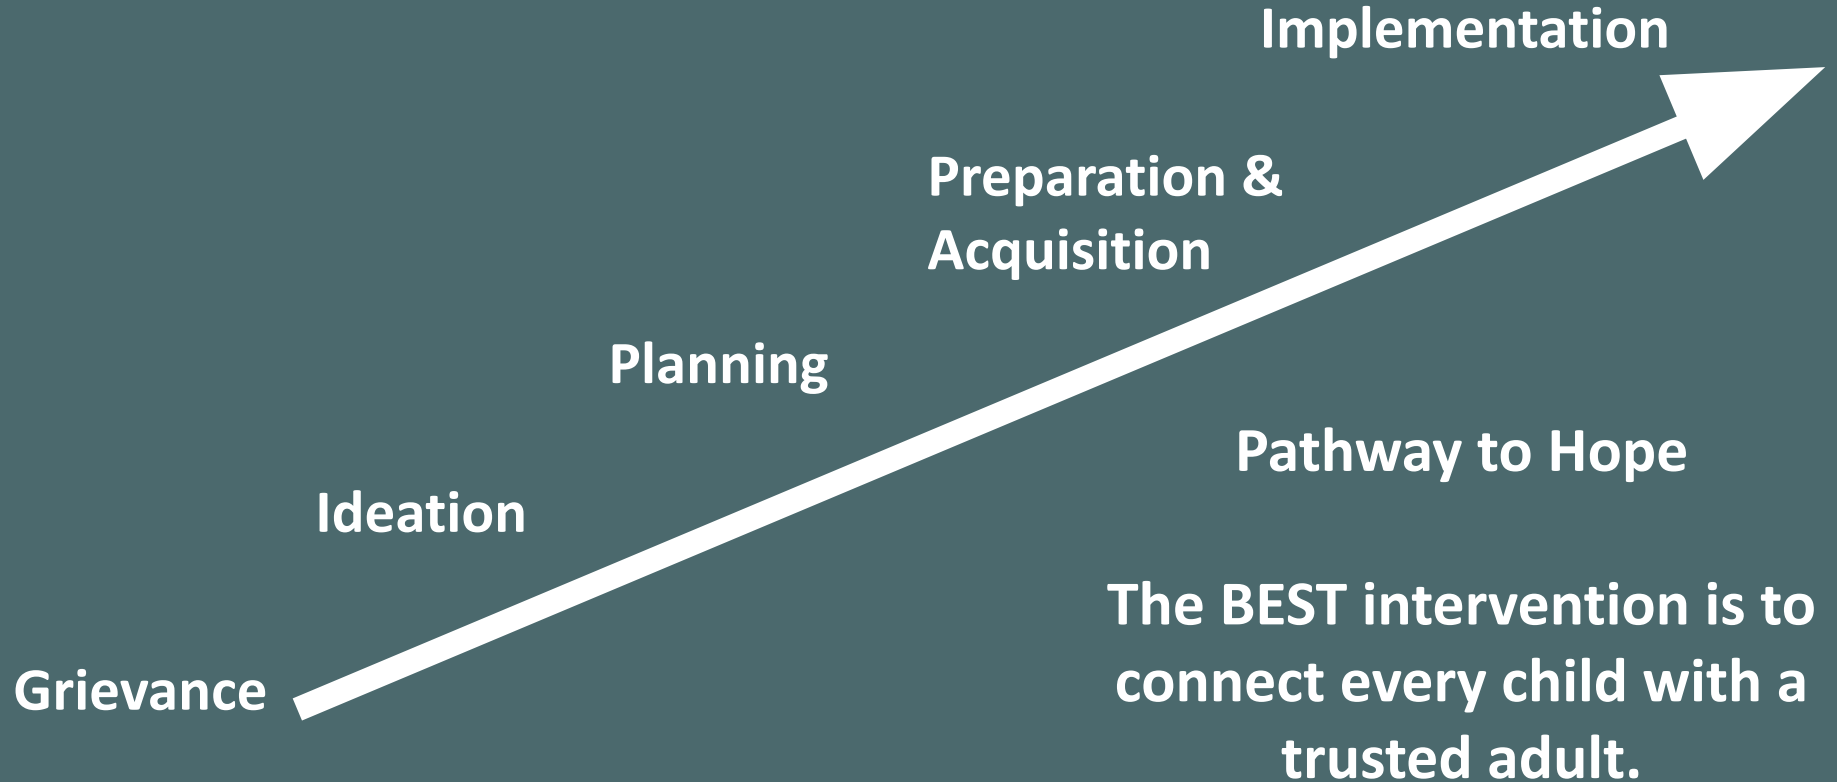 Implementation
Preparation &
Acquisition
Planning
Pathway to Hope
Ideation
The BEST intervention is to
connect every child with a
trusted adult.
Grievance